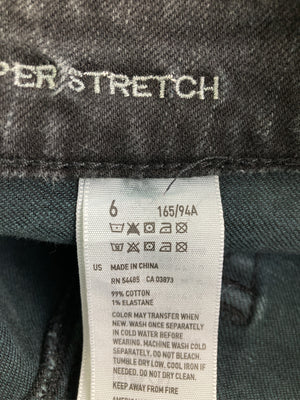 PER STRETCH
6 165/94A
US MADE IN CHINA
RN 54485 CA 03873
99% COTTON
1% ELASTANE
COLOR MAY TRANSFER WHEN
NEW. WASH ONCE SEPARATELY
IN COLD WATER BEFORE
WEARING. MACHINE WASH COLD
SEPARATELY. DO NOT BLEACH.
TUMBLE DRY LOW. COOL IRON IF
NEEDED. DO NOT DRY CLEAN.
KEEP AWAY FROM FIRE